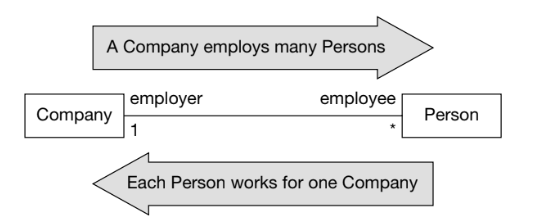 A Company employs many Persons
employer employee
Company Person
1 *
Each Person works for one Company